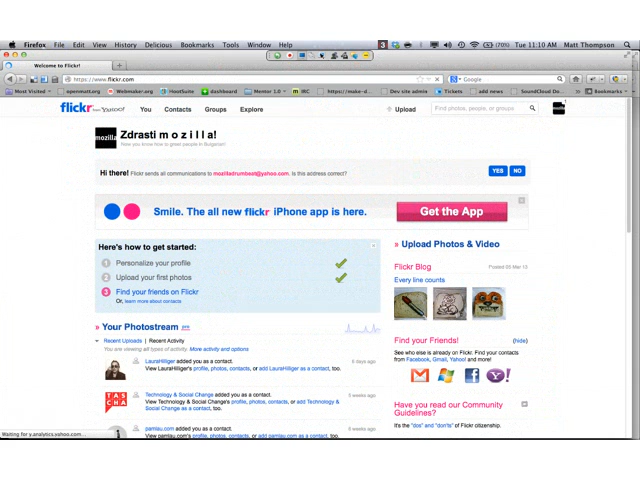 Firefox File Edit View History Delicious Bookmarks Tools Window Help (70%) Tue 11:10 AM Matt Thompson
Welcome to Flickr!
https://www.flickr.com Google
Most Visited openmatt.org Webmaker.org HootSuite dashboard Mentor 1.0 IRC https://make-d... Dev site admin Tickets add news SoundCloud Do... Bookmarks
flickr from YAHOO! You Contacts Groups Explore Upload Find photos, people, or groups
mozilla Zdrasti m o z i l l a!
Now you know how to greet people in Bulgarian!
Hi there! Flickr sends all communications to mozilladrumbeat@yahoo.com. Is this address correct? YES NO
Smile. The all new flickr iPhone app is here. Get the App
Here's how to get started:
1 Personalize your profile
2 Upload your first photos
3 Find your friends on Flickr
Or, learn more about contacts
» Your Photostream pro
Recent Uploads | Recent Activity
You are viewing all types of activity. More activity and options
LauraHilliger added you as a contact. 6 days ago
View LauraHilliger's profile, photos, contacts, or add LauraHilliger as a contact, too.
TASCHA
Technology & Social Change added you as a contact. 5 weeks ago
View Technology & Social Change's profile, photos, contacts, or add Technology & Social Change as a contact, too.
pamlau.com added you as a contact. 6 weeks ago
View pamlau.com's profile, photos, contacts, or add pamlau.com as a contact, too.
» Upload Photos & Video
Flickr Blog Posted 05 Mar 13
Every line counts
Find your Friends! (hide)
See who else is already on Flickr. Find your contacts
from Facebook, Gmail, Yahoo! and more!
Have you read our Community
Guidelines?
It's the "dos" and "don'ts" of Flickr citizenship.
Waiting for y.analytics.yahoo.com...